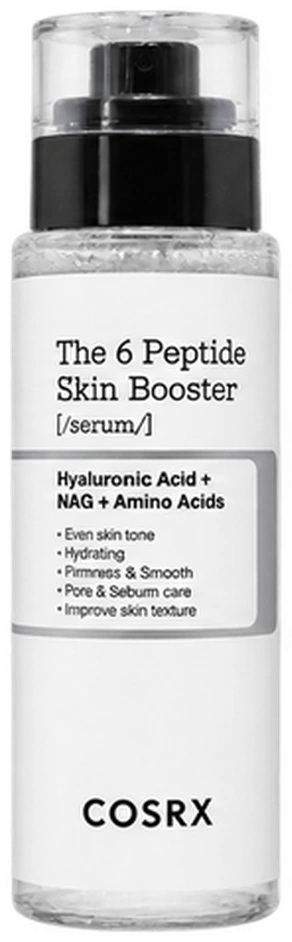 The 6 Peptide
Skin Booster
[/serum/]
Hyaluronic Acid +
NAG + Amino Acids
• Even skin tone
• Hydrating
• Firmness & Smooth
• Pore & Sebum care
• Improve skin texture
COSRX